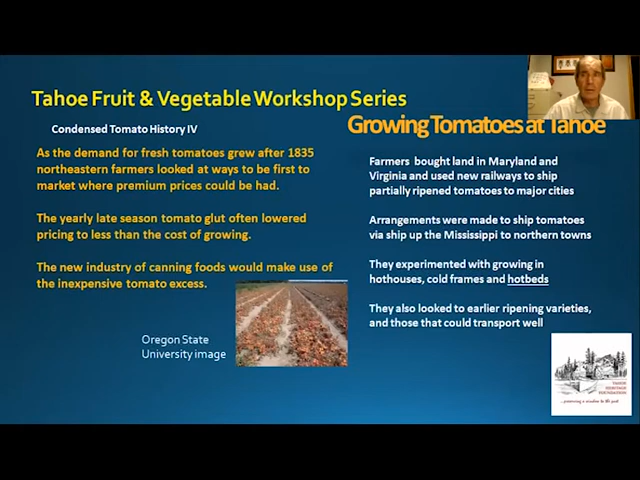 Tahoe Fruit & Vegetable Workshop Series
Growing Tomatoes at Tahoe
Condensed Tomato History IV
As the demand for fresh tomatoes grew after 1835
northeastern farmers looked at ways to be first to
market where premium prices could be had.
The yearly late season tomato glut often lowered
pricing to less than the cost of growing.
The new industry of canning foods would make use of
the inexpensive tomato excess.
Oregon State
University image
Farmers bought land in Maryland and
Virginia and used new railways to ship
partially ripened tomatoes to major cities
Arrangements were made to ship tomatoes
via ship up the Mississippi to northern towns
They experimented with growing in
hothouses, cold frames and hotbeds
They also looked to earlier ripening varieties,
and those that could transport well
TAHOE
HERITAGE
FOUNDATION
...preserving a window to the past